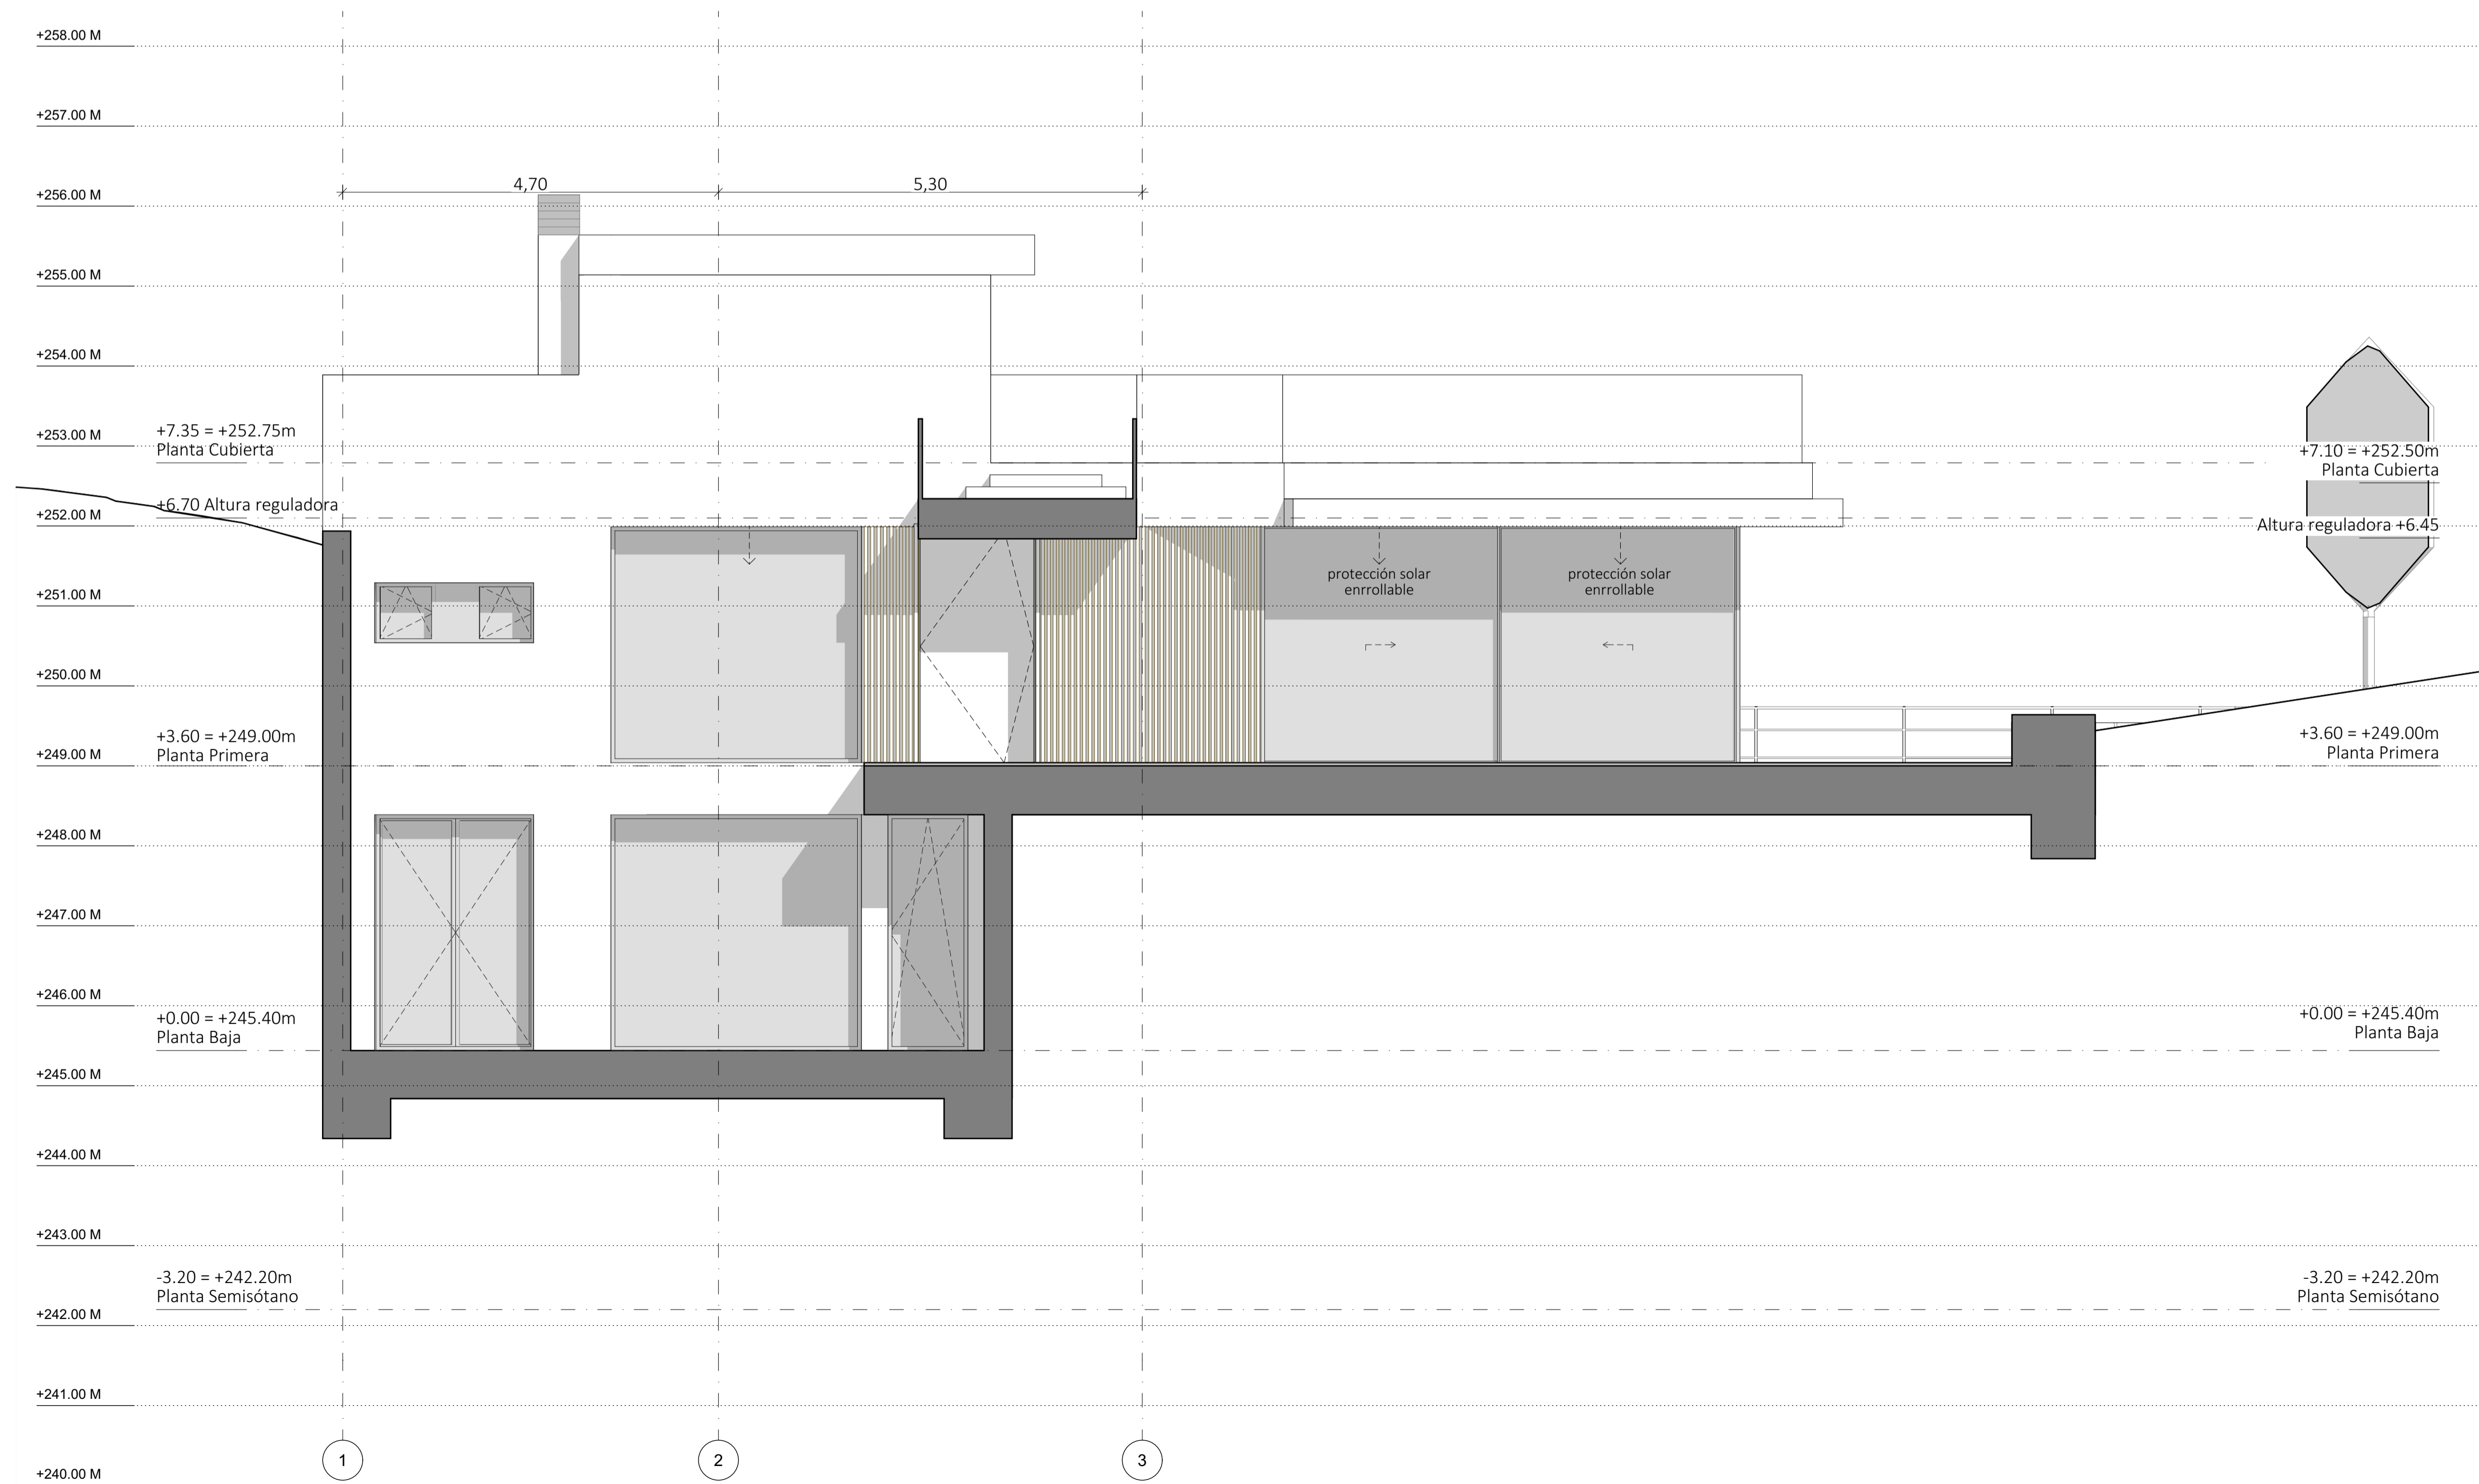 +258.00 M
+257.00 M
4,70
5,30
+256.00 M
+255.00 M
+254.00 M
+253.00 M
+7.35 = +252.75m
Planta Cubierta
+7.10 = +252.50m
Planta Cubierta
+252.00 M
+6.70 Altura reguladora
Altura reguladora +6.45
protección solar
enrrollable
protección solar
enrrollable
+251.00 M
+250.00 M
+249.00 M
+3.60 = +249.00m
Planta Primera
+3.60 = +249.00m
Planta Primera
+248.00 M
+247.00 M
+246.00 M
+0.00 = +245.40m
Planta Baja
+0.00 = +245.40m
Planta Baja
+245.00 M
+244.00 M
+243.00 M
-3.20 = +242.20m
Planta Semisótano
-3.20 = +242.20m
Planta Semisótano
+242.00 M
+241.00 M
1
2
3
+240.00 M